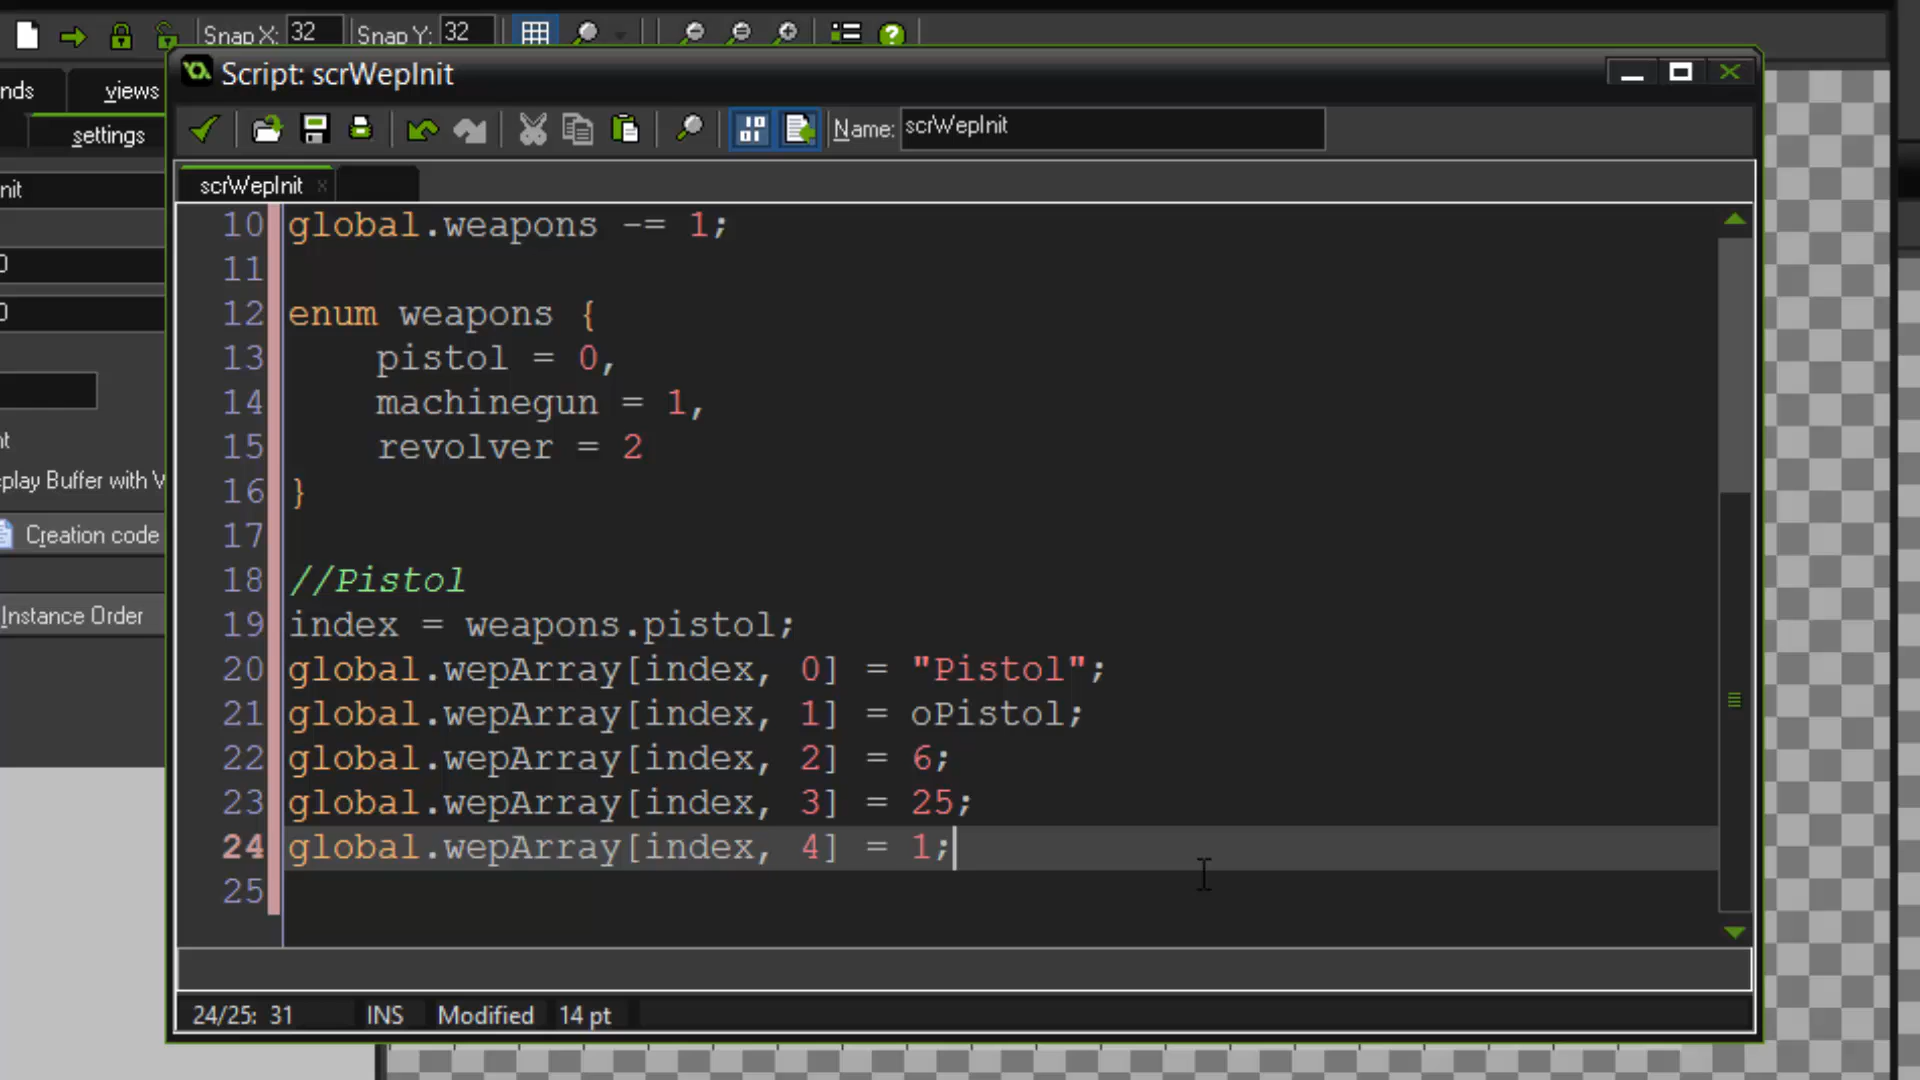 Snap X: 32 Snap Y: 32
Script: scrWepInit
nds views
settings
Name: scrWepInit
nit
scrWepInit
10 global.weapons -= 1;
11
12 enum weapons {
13 pistol = 0,
14 machinegun = 1,
15 revolver = 2
16 }
17
18 //Pistol
19 index = weapons.pistol;
20 global.wepArray[index, 0] = "Pistol";
21 global.wepArray[index, 1] = oPistol;
22 global.wepArray[index, 2] = 6;
23 global.wepArray[index, 3] = 25;
24 global.wepArray[index, 4] = 1;
25
0
0
nt
play Buffer with V
Creation code
Instance Order
24/25: 31 INS Modified 14 pt